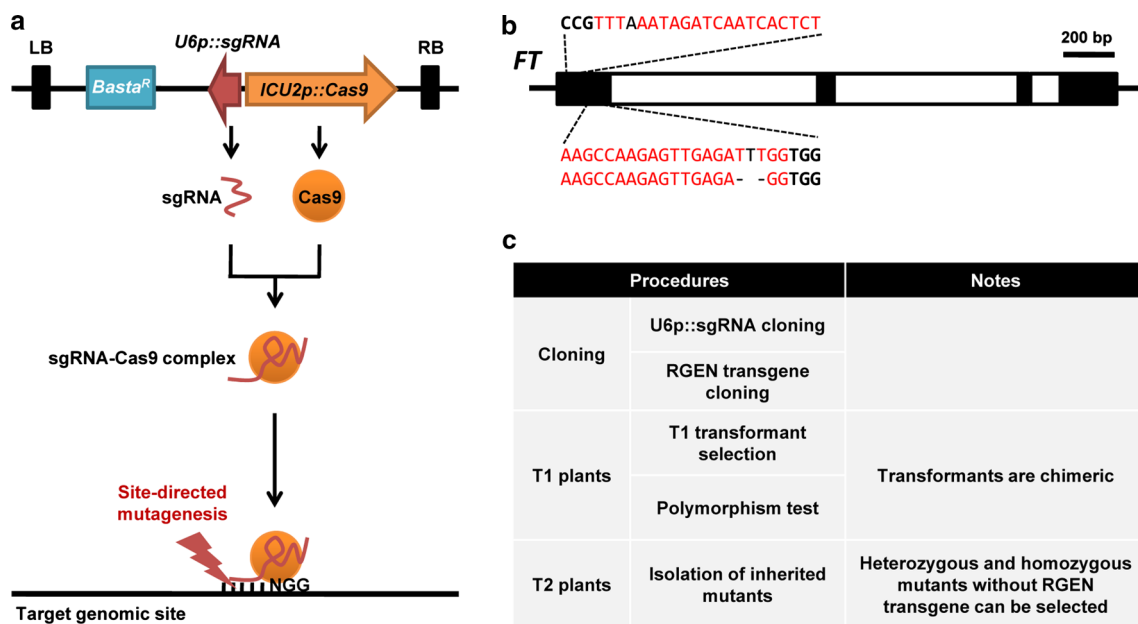 a
U6p::sgRNA
LB
RB
BastaR
ICU2p::Cas9
sgRNA
Cas9
sgRNA-Cas9 complex
Site-directed
mutagenesis
NGG
Target genomic site
b
CCGTTTAAATAGATCAATCACTCT
200 bp
FT
AAGCCAAGAGTTGAGATTTGGTGG
AAGCCAAGAGTTGAGA- -GGTGG
c
Procedures
Notes
Cloning
U6p::sgRNA cloning
RGEN transgene
cloning
T1 plants
T1 transformant
selection
Polymorphism test
Transformants are chimeric
T2 plants
Isolation of inherited
mutants
Heterozygous and homozygous
mutants without RGEN
transgene can be selected